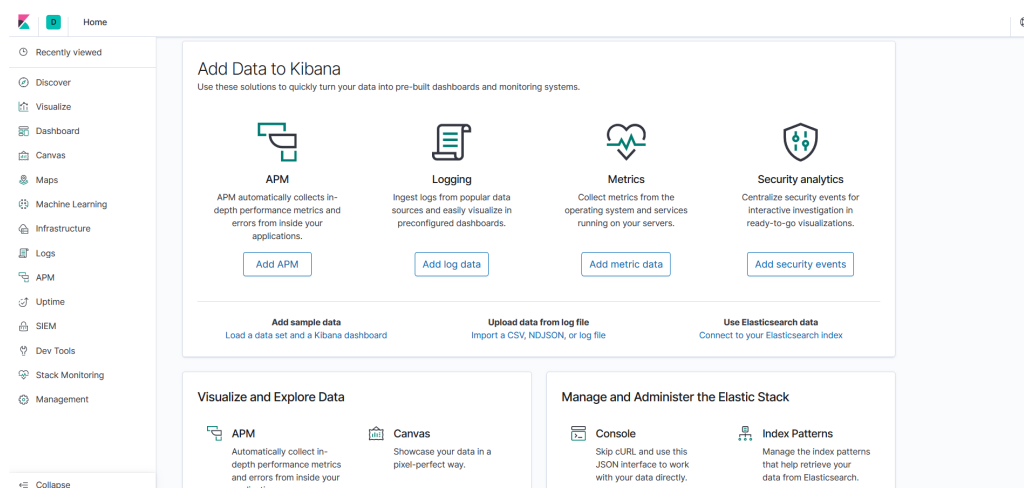 D Home
Recently viewed
Discover
Visualize
Dashboard
Canvas
Maps
Machine Learning
Infrastructure
Logs
APM
Uptime
SIEM
Dev Tools
Stack Monitoring
Management
Collapse
Add Data to Kibana
Use these solutions to quickly turn your data into pre-built dashboards and monitoring systems.
APM
APM automatically collects in-
depth performance metrics and
errors from inside your
applications.
Add APM
Logging
Ingest logs from popular data
sources and easily visualize in
preconfigured dashboards.
Add log data
Metrics
Collect metrics from the
operating system and services
running on your servers.
Add metric data
Security analytics
Centralize security events for
interactive investigation in
ready-to-go visualizations.
Add security events
Add sample data
Load a data set and a Kibana dashboard
Upload data from log file
Import a CSV, NDJSON, or log file
Use Elasticsearch data
Connect to your Elasticsearch index
Visualize and Explore Data
APM
Automatically collect in-
depth performance metrics
and errors from inside your
Canvas
Showcase your data in a
pixel-perfect way.
Manage and Administer the Elastic Stack
Console
Skip cURL and use this
JSON interface to work
with your data directly.
Index Patterns
Manage the index patterns
that help retrieve your
data from Elasticsearch.